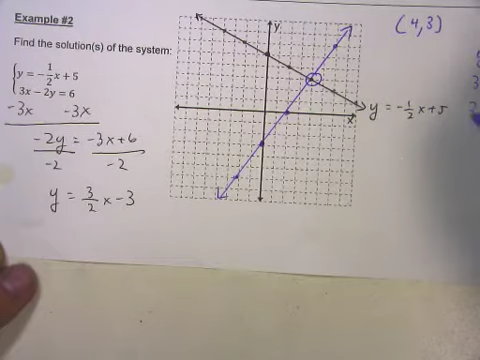 Example #2
(4,3)
Find the solution(s) of the system:
y = -1/2x + 5
3x - 2y = 6
-3x -3x
-2y = -3x+6
-2 -2
y = 3/2 x - 3
y
x
y = -1/2 x + 5